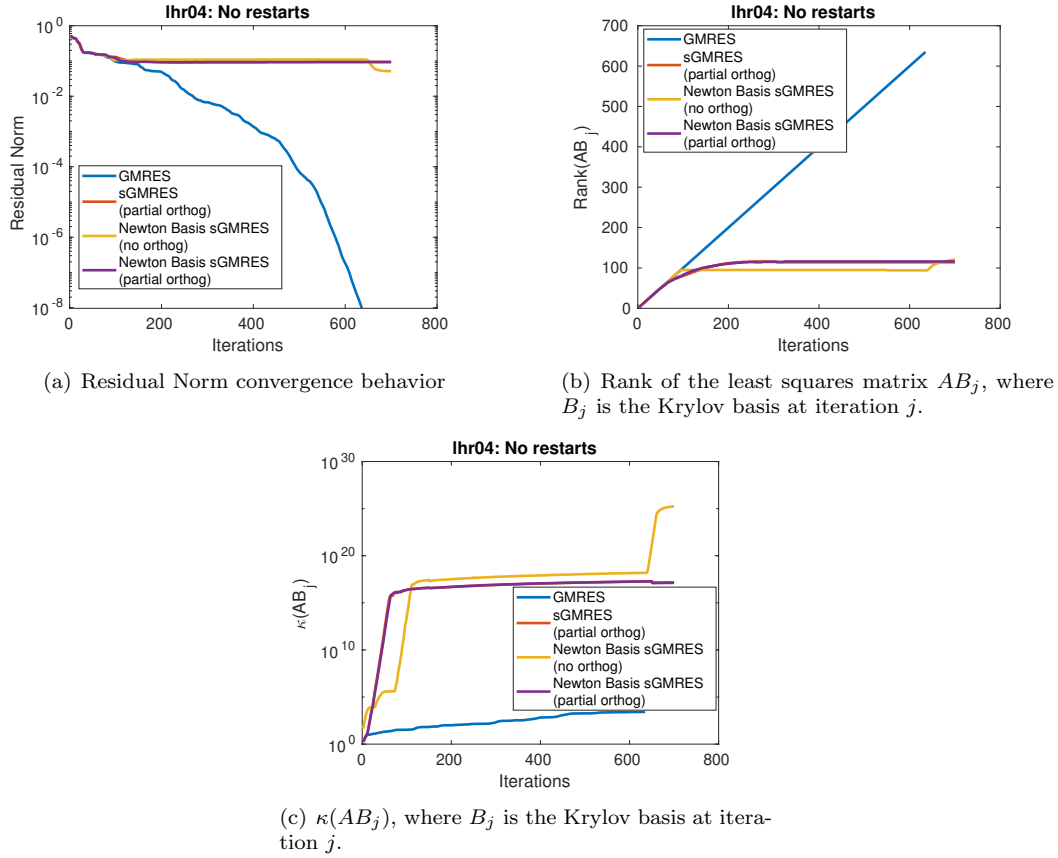 lhr04: No restarts
10^0
10^-2
10^-4
10^-6
10^-8
Residual Norm
0
200
400
600
800
Iterations
GMRES
sGMRES
(partial orthog)
Newton Basis sGMRES
(no orthog)
Newton Basis sGMRES
(partial orthog)
(a) Residual Norm convergence behavior
lhr04: No restarts
700
600
500
400
300
200
100
0
Rank(AB_j)
0
200
400
600
800
Iterations
GMRES
sGMRES
(partial orthog)
Newton Basis sGMRES
(no orthog)
Newton Basis sGMRES
(partial orthog)
(b) Rank of the least squares matrix AB_j, where
B_j is the Krylov basis at iteration j.
lhr04: No restarts
10^30
10^20
10^10
10^0
κ(AB_j)
0
200
400
600
800
Iterations
GMRES
sGMRES
(partial orthog)
Newton Basis sGMRES
(no orthog)
Newton Basis sGMRES
(partial orthog)
(c) κ(AB_j), where B_j is the Krylov basis at itera-
tion j.